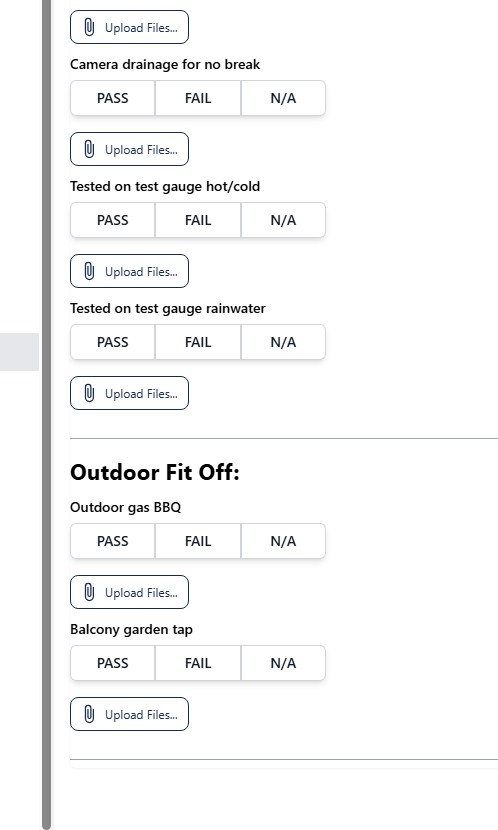 Upload Files...
Camera drainage for no break
PASS FAIL N/A
Upload Files...
Tested on test gauge hot/cold
PASS FAIL N/A
Upload Files...
Tested on test gauge rainwater
PASS FAIL N/A
Upload Files...
Outdoor Fit Off:
Outdoor gas BBQ
PASS FAIL N/A
Upload Files...
Balcony garden tap
PASS FAIL N/A
Upload Files...